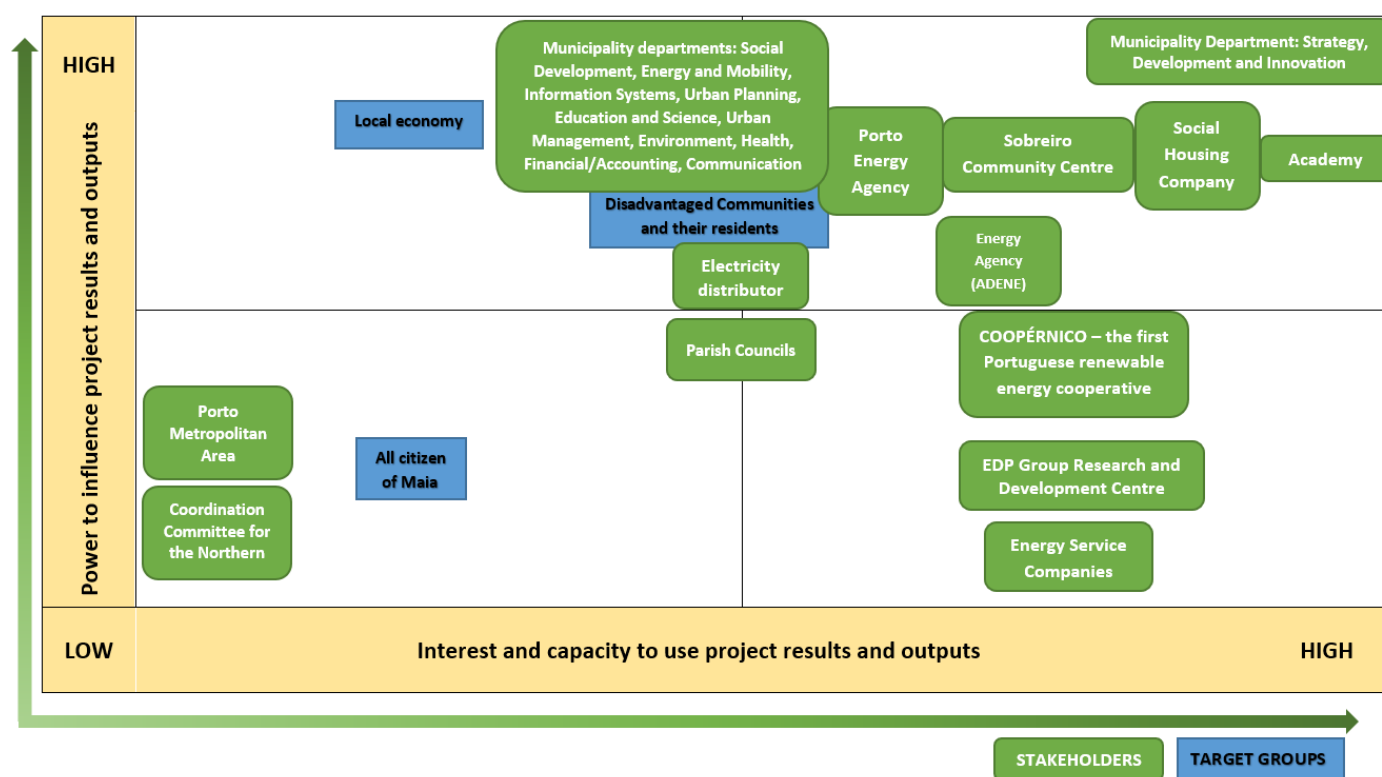 HIGH
Power to influence project results and outputs
Municipality departments: Social
Development, Energy and Mobility,
Information Systems, Urban Planning,
Education and Science, Urban
Management, Environment, Health,
Financial/Accounting, Communication
Municipality Department: Strategy,
Development and Innovation
Local economy
Porto
Energy
Agency
Sobreiro
Community Centre
Social
Housing
Company
Academy
Disadvantaged Communities
and their residents
Energy
Agency
(ADENE)
Electricity
distributor
Parish Councils
COOPÉRNICO – the first
Portuguese renewable
energy cooperative
Porto
Metropolitan
Area
All citizen
of Maia
EDP Group Research and
Development Centre
Coordination
Committee for
the Northern
Energy Service
Companies
LOW
Interest and capacity to use project results and outputs
HIGH
STAKEHOLDERS
TARGET GROUPS